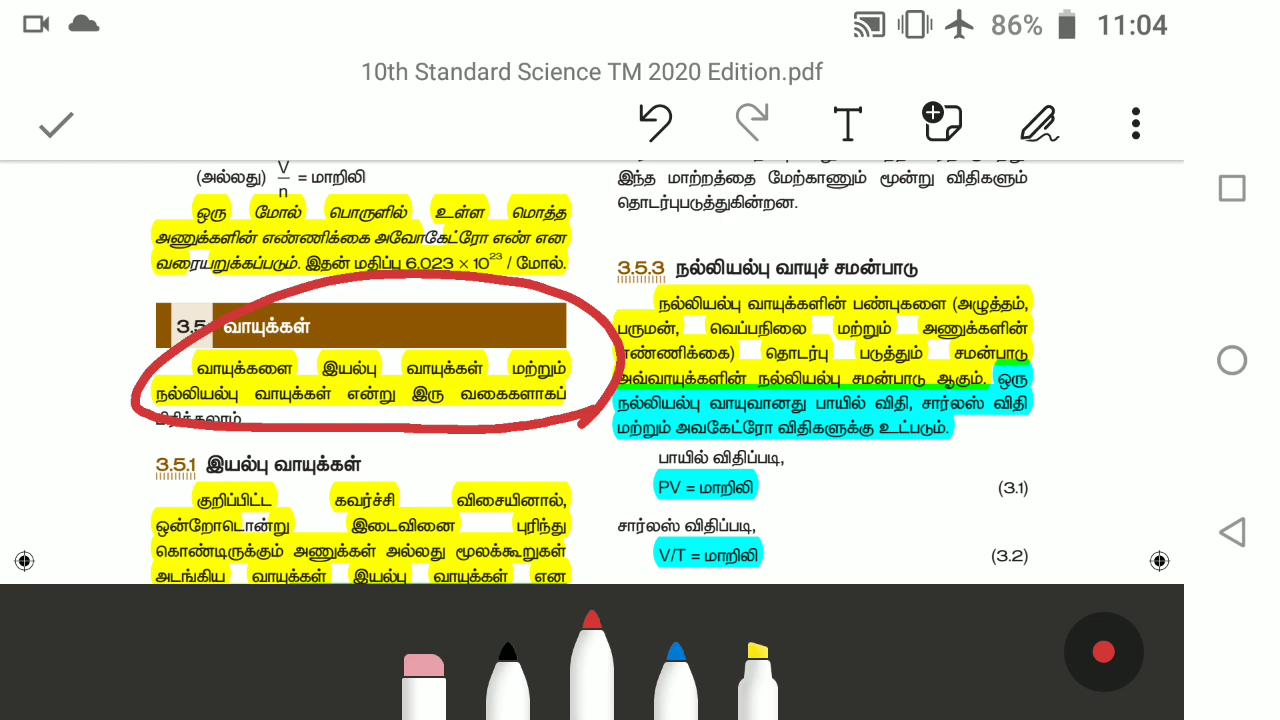 86% 11:04
10th Standard Science TM 2020 Edition.pdf
T
(அல்லது) V/n = மாறிலி
ஒரு மோல் பொருளில் உள்ள மொத்த
அணுக்களின் எண்ணிக்கை அவோகேட்ரோ எண் என
வரையறுக்கப்படும். இதன் மதிப்பு 6.023 × 10²³ / மோல்.
3.5 வாயுக்கள்
வாயுக்களை இயல்பு வாயுக்கள் மற்றும்
நல்லியல்பு வாயுக்கள் என்று இரு வகைகளாகப்
பிரிக்கலாம்
3.5.1 இயல்பு வாயுக்கள்
குறிப்பிட்ட கவர்ச்சி விசையினால்,
ஒன்றோடொன்று இடைவினை புரிந்து
கொண்டிருக்கும் அணுக்கள் அல்லது மூலக்கூறுகள்
அடங்கிய வாயுக்கள் இயல்பு வாயுக்கள் என
இந்த மாற்றத்தை மேற்காணும் மூன்று விதிகளும்
தொடர்புபடுத்துகின்றன.
3.5.3 நல்லியல்பு வாயுச் சமன்பாடு
நல்லியல்பு வாயுக்களின் பண்புகளை (அழுத்தம்,
பருமன், வெப்பநிலை மற்றும் அணுக்களின்
எண்ணிக்கை) தொடர்பு படுத்தும் சமன்பாடு
அவ்வாயுக்களின் நல்லியல்பு சமன்பாடு ஆகும். ஒரு
நல்லியல்பு வாயுவானது பாயில் விதி, சார்லஸ் விதி
மற்றும் அவகேட்ரோ விதிகளுக்கு உட்படும்.
பாயில் விதிப்படி,
PV = மாறிலி (3.1)
சார்லஸ் விதிப்படி,
V/T = மாறிலி (3.2)